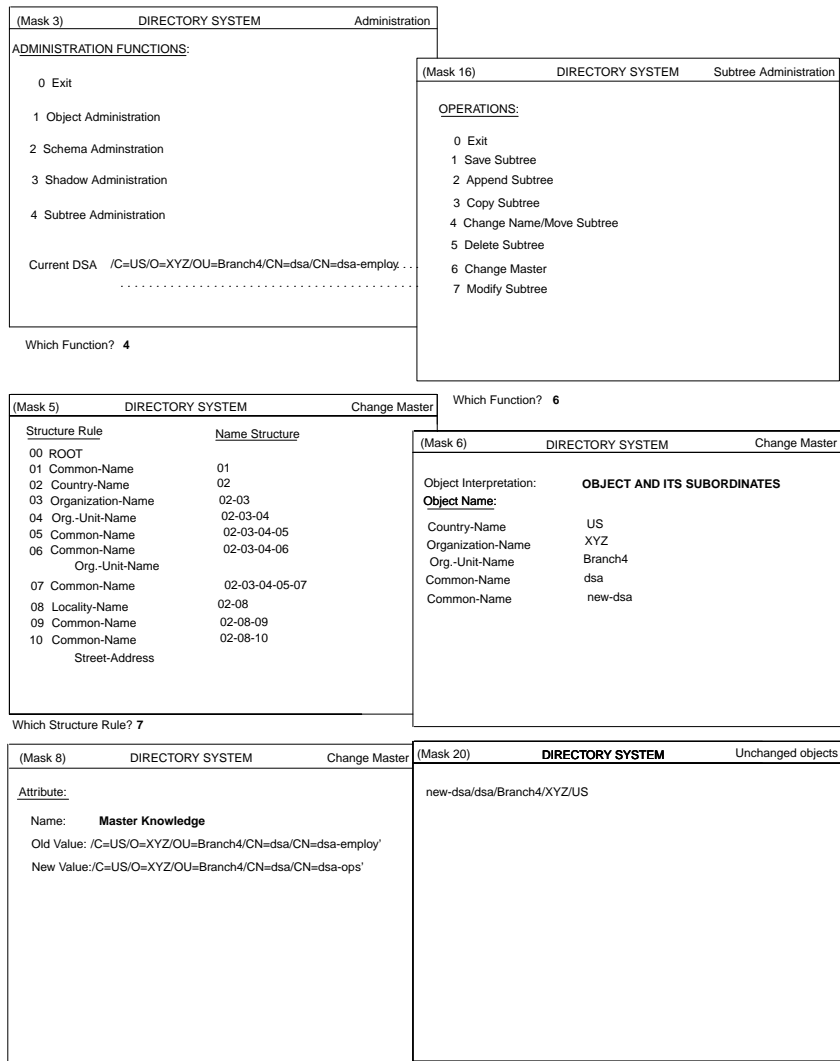 (Mask 3) DIRECTORY SYSTEM Administration
ADMINISTRATION FUNCTIONS:
0 Exit
1 Object Administration
2 Schema Adminstration
3 Shadow Administration
4 Subtree Administration
Current DSA /C=US/O=XYZ/OU=Branch4/CN=dsa/CN=dsa-employ. . .
. . . . . . . . . . . . . . . . . . . . . . . . . . . . . . . . . . . . . . . . .
Which Function? 4
(Mask 16) DIRECTORY SYSTEM Subtree Administration
OPERATIONS:
0 Exit
1 Save Subtree
2 Append Subtree
3 Copy Subtree
4 Change Name/Move Subtree
5 Delete Subtree
6 Change Master
7 Modify Subtree
Which Function? 6
(Mask 5) DIRECTORY SYSTEM Change Master
Structure Rule Name Structure
00 ROOT
01 Common-Name 01
02 Country-Name 02
03 Organization-Name 02-03
04 Org.-Unit-Name 02-03-04
05 Common-Name 02-03-04-05
06 Common-Name 02-03-04-06
Org.-Unit-Name
07 Common-Name 02-03-04-05-07
08 Locality-Name 02-08
09 Common-Name 02-08-09
10 Common-Name 02-08-10
Street-Address
Which Structure Rule? 7
(Mask 6) DIRECTORY SYSTEM Change Master
Object Interpretation: OBJECT AND ITS SUBORDINATES
Object Name:
Country-Name US
Organization-Name XYZ
Org.-Unit-Name Branch4
Common-Name dsa
Common-Name new-dsa
(Mask 8) DIRECTORY SYSTEM Change Master
Attribute:
Name: Master Knowledge
Old Value: /C=US/O=XYZ/OU=Branch4/CN=dsa/CN=dsa-employ'
New Value:/C=US/O=XYZ/OU=Branch4/CN=dsa/CN=dsa-ops'
(Mask 20) DIRECTORY SYSTEM Unchanged objects
new-dsa/dsa/Branch4/XYZ/US